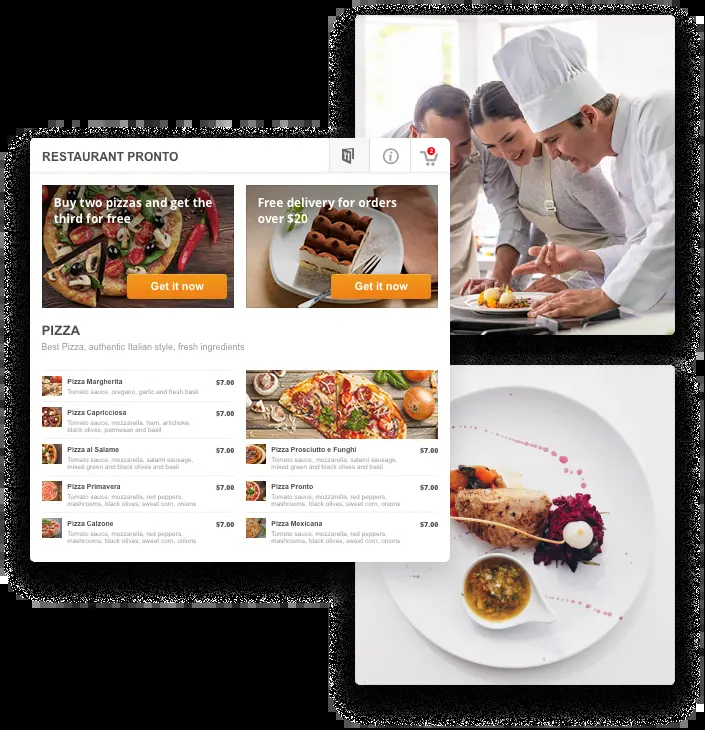 RESTAURANT PRONTO
2
Buy two pizzas and get the
third for free
Get it now
Free delivery for orders
over $20
Get it now
PIZZA
Best Pizza, authentic Italian style, fresh ingredients
Pizza Margherita $7.00
Tomato sauce, oregano, garlic and fresh basil
Pizza Capricciosa $7.00
Tomato sauce, mozzarella, ham, artichoke,
black olives, parmesan and basil
Pizza al Salame $7.00
Tomato sauce, mozzarella, salami sausage,
mixed green and black olives and basil
Pizza Primavera $7.00
Tomato sauce, mozzarella, red peppers,
mashrooms, black olives, sweet corn, onions
Pizza Calzone $7.00
Tomato sauce, mozzarella, red peppers,
mashrooms, black olives, sweet corn, onions
Pizza Prosciutto e Funghi $7.00
Tomato sauce, mozzarella, salami sausage,
mixed green and black olives and basil
Pizza Pronto $7.00
Tomato sauce, mozzarella, red peppers,
mashrooms, black olives, sweet corn, onions
Pizza Mexicana $7.00
Tomato sauce, mozzarella, red peppers,
mashrooms, black olives, sweet corn, onions